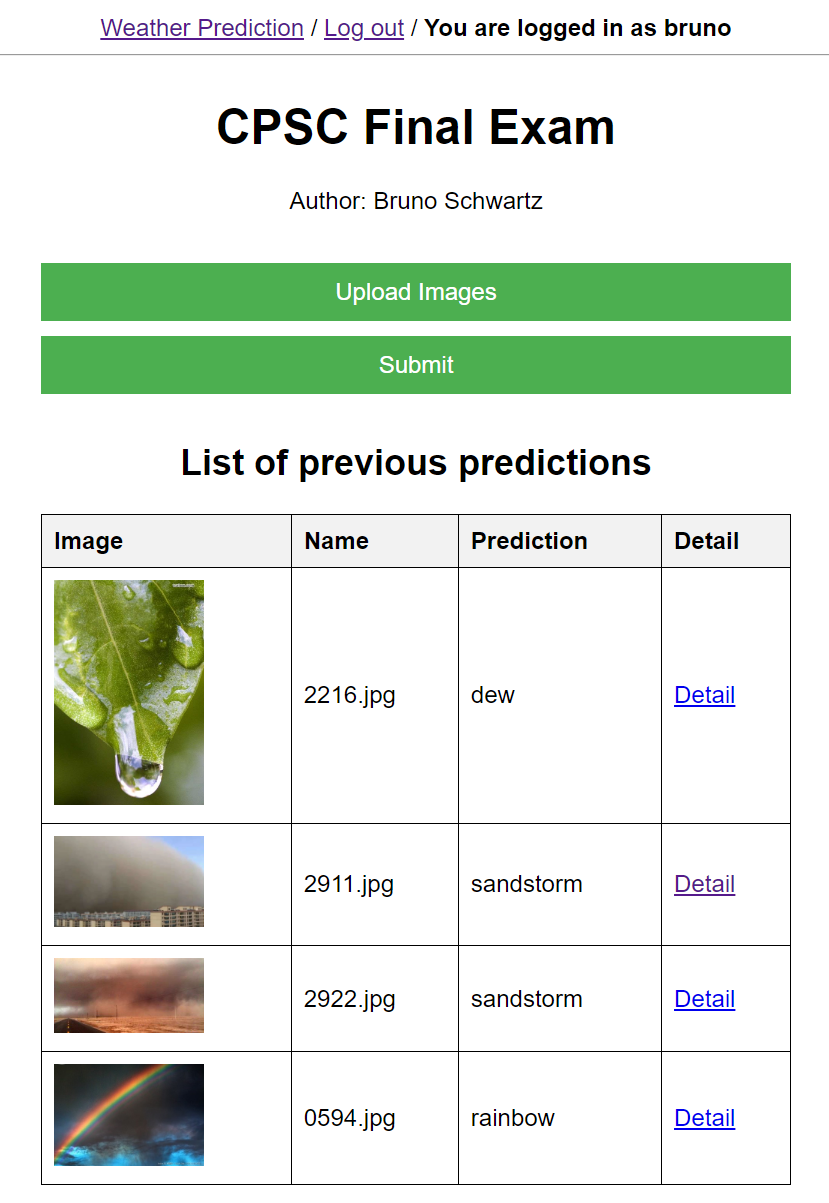 Weather Prediction / Log out / You are logged in as bruno
CPSC Final Exam
Author: Bruno Schwartz
Upload Images
Submit
List of previous predictions
Image Name Prediction Detail
2216.jpg dew Detail
2911.jpg sandstorm Detail
2922.jpg sandstorm Detail
0594.jpg rainbow Detail